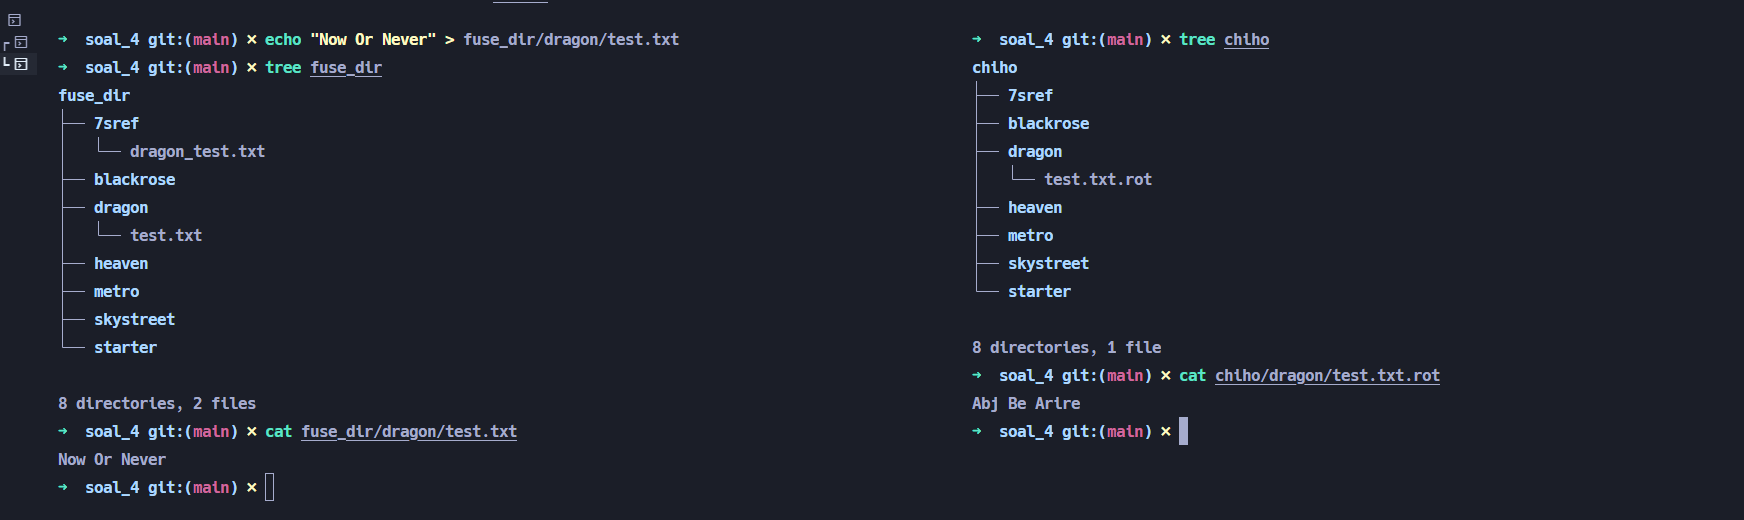 ➜  soal_4 git:(main) ✗ echo "Now Or Never" > fuse_dir/dragon/test.txt
➜  soal_4 git:(main) ✗ tree fuse_dir
fuse_dir
├── 7sref
│   └── dragon_test.txt
├── blackrose
├── dragon
│   └── test.txt
├── heaven
├── metro
├── skystreet
└── starter
8 directories, 2 files
➜  soal_4 git:(main) ✗ cat fuse_dir/dragon/test.txt
Now Or Never
➜  soal_4 git:(main) ✗
➜  soal_4 git:(main) ✗ tree chiho
chiho
├── 7sref
├── blackrose
├── dragon
│   └── test.txt.rot
├── heaven
├── metro
├── skystreet
└── starter
8 directories, 1 file
➜  soal_4 git:(main) ✗ cat chiho/dragon/test.txt.rot
Abj Be Arire
➜  soal_4 git:(main) ✗